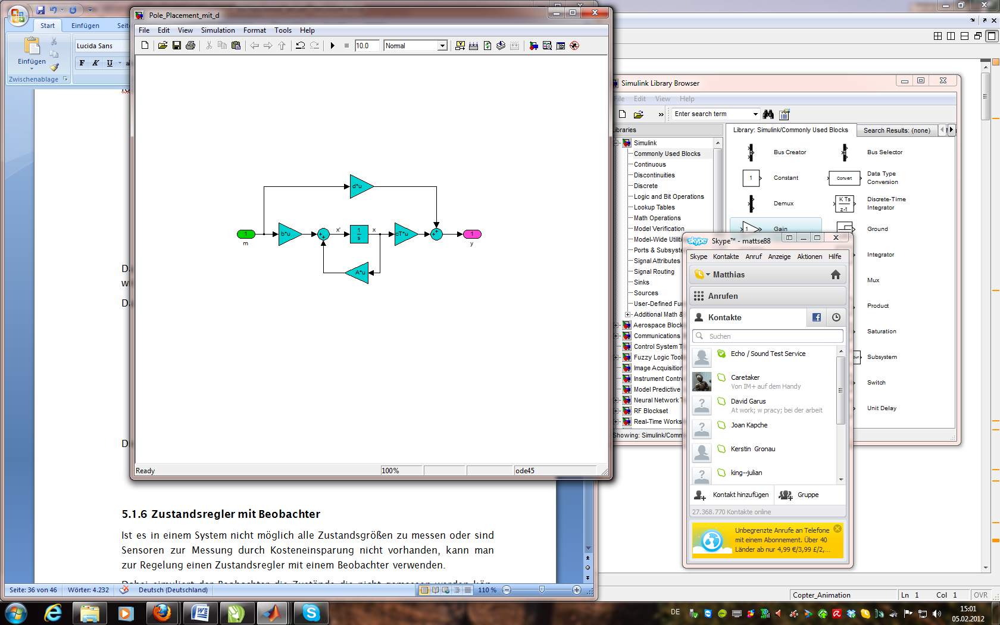 Start Einfügen
Lucida Sans
Einfügen
F K U
Zwischenablage
Pole_Placement_mit_d
File Edit View Simulation Format Tools Help
10.0 Normal
d*u
b*u
x'
1
s
x
cT*u
A*u
1
m
1
y
Ready 100% ode45
5.1.6 Zustandsregler mit Beobachter
Ist es in einem System nicht möglich alle Zustandsgrößen zu messen oder sind
Sensoren zur Messung durch Kosteneinsparung nicht vorhanden, kann man
zur Regelung einen Zustandsregler mit einem Beobachter verwenden.
Seite: 36 von 46 Wörter: 4.232 Deutsch (Deutschland) 110 %
Simulink Library Browser
File Edit View Help
Enter search term
Libraries
Simulink
Commonly Used Blocks
Continuous
Discontinuities
Discrete
Logic and Bit Operations
Lookup Tables
Math Operations
Model Verification
Model-Wide Utiliti
Ports & Subsyste
Signal Attributes
Signal Routing
Sinks
Sources
User-Defined Fu
Additional Math &
Aerospace Block
Communications
Control System T
Fuzzy Logic Tool
Image Acquisition
Instrument Contr
Model Predictive
Neural Network T
RF Blockset
Real-Time Works
Showing: Simulink/Comm
Library: Simulink/Commonly Used Blocks Search Results: (none)
Bus Creator Bus Selector
1 Constant Convert Data Type Conversion
Demux K Ts z-1 Discrete-Time Integrator
1 Gain Ground
Integrator
Mux
Product
Saturation
Subsystem
Switch
Unit Delay
skype Skype™ - mattse88
Skype Kontakte Anruf Anzeige Aktionen Hilfe
Matthias
Anrufen
Kontakte
Suchen
Echo / Sound Test Service
Caretaker
Von IM+ auf dem Handy
David Garus
At work; w pracy; bei der arbeit
Joan Kapche
Kerstin Gronau
king--julian
Kontakt hinzufügen Gruppe
27.368.770 Kontakte online
Unbegrenzte Anrufe an Telefone
mit einem Abonnement. Über 40
Länder ab nur 4,99 €/3,99 £/2,...
Copter_Animation Ln 1 Col 1 OVR
DE
15:01
05.02.2012